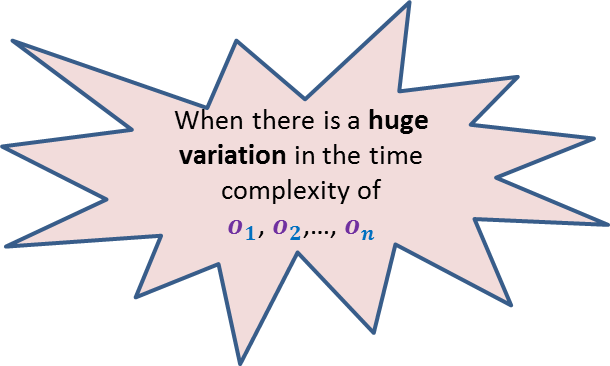 When there is a huge
variation in the time
complexity of
o₁, o₂,…, oₙ